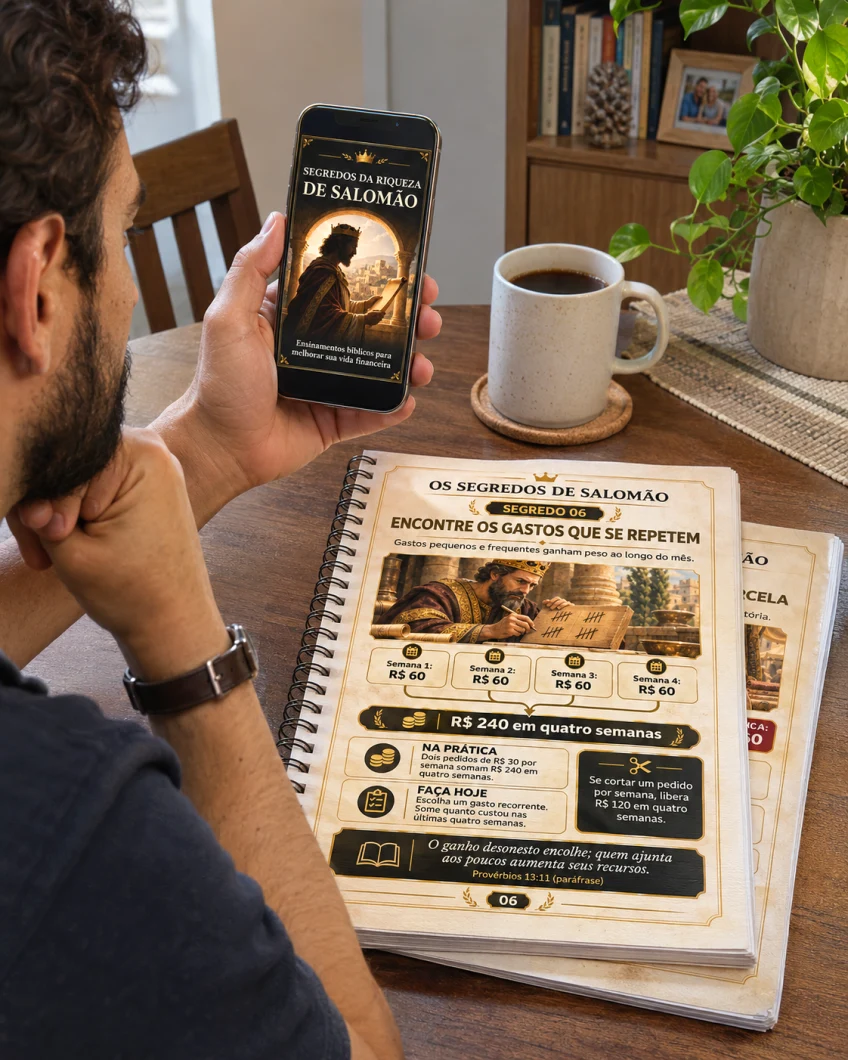 SEGREDOS DA RIQUEZA
DE SALOMÃO
Ensinamentos bíblicos para
melhorar sua vida financeira
OS SEGREDOS DE SALOMÃO
SEGREDO 06
ENCONTRE OS GASTOS QUE SE REPETEM
Gastos pequenos e frequentes ganham peso ao longo do mês.
Semana 1:
R$ 60
Semana 2:
R$ 60
Semana 3:
R$ 60
Semana 4:
R$ 60
R$ 240 em quatro semanas
NA PRÁTICA
Dois pedidos de R$ 30 por
semana somam R$ 240 em
quatro semanas.
FAÇA HOJE
Escolha um gasto recorrente.
Some quanto custou nas
últimas quatro semanas.
Se cortar um pedido
por semana, libera
R$ 120 em quatro
semanas.
O ganho desonesto encolhe; quem ajunta
aos poucos aumenta seus recursos.
Provérbios 13:11 (paráfrase)
06
ÃO
RCELA
tória.
ICA:
60